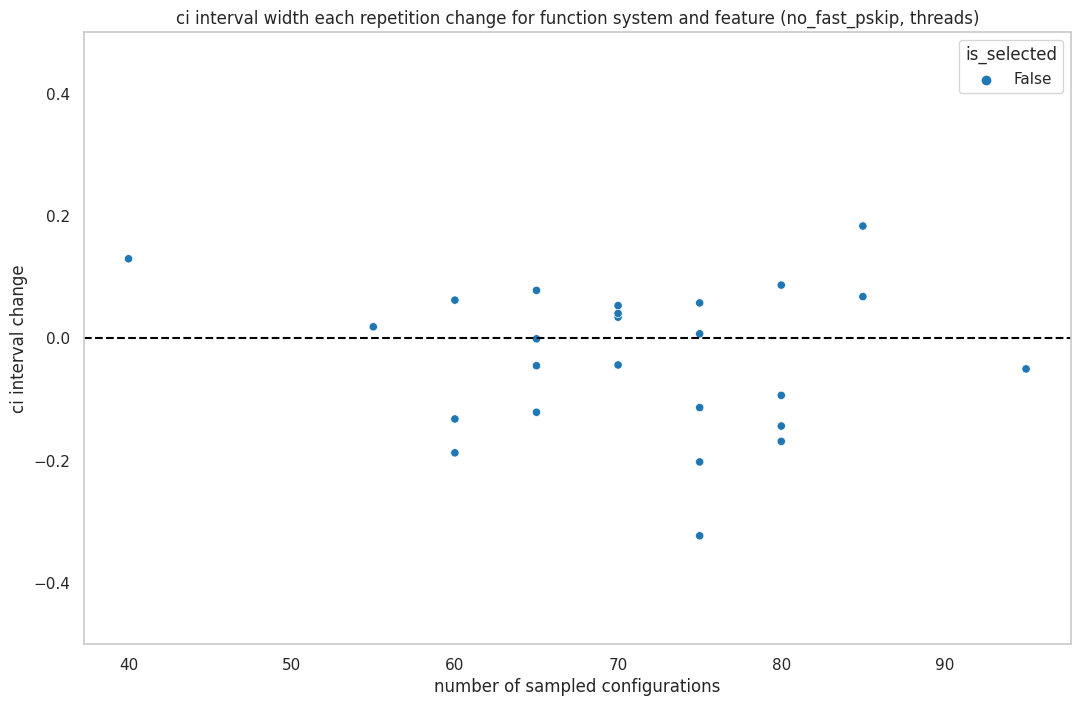 ci interval width each repetition change for function system and feature (no_fast_pskip, threads)
is_selected
False
ci interval change
0.4
0.2
0.0
−0.2
−0.4
40 50 60 70 80 90
number of sampled configurations